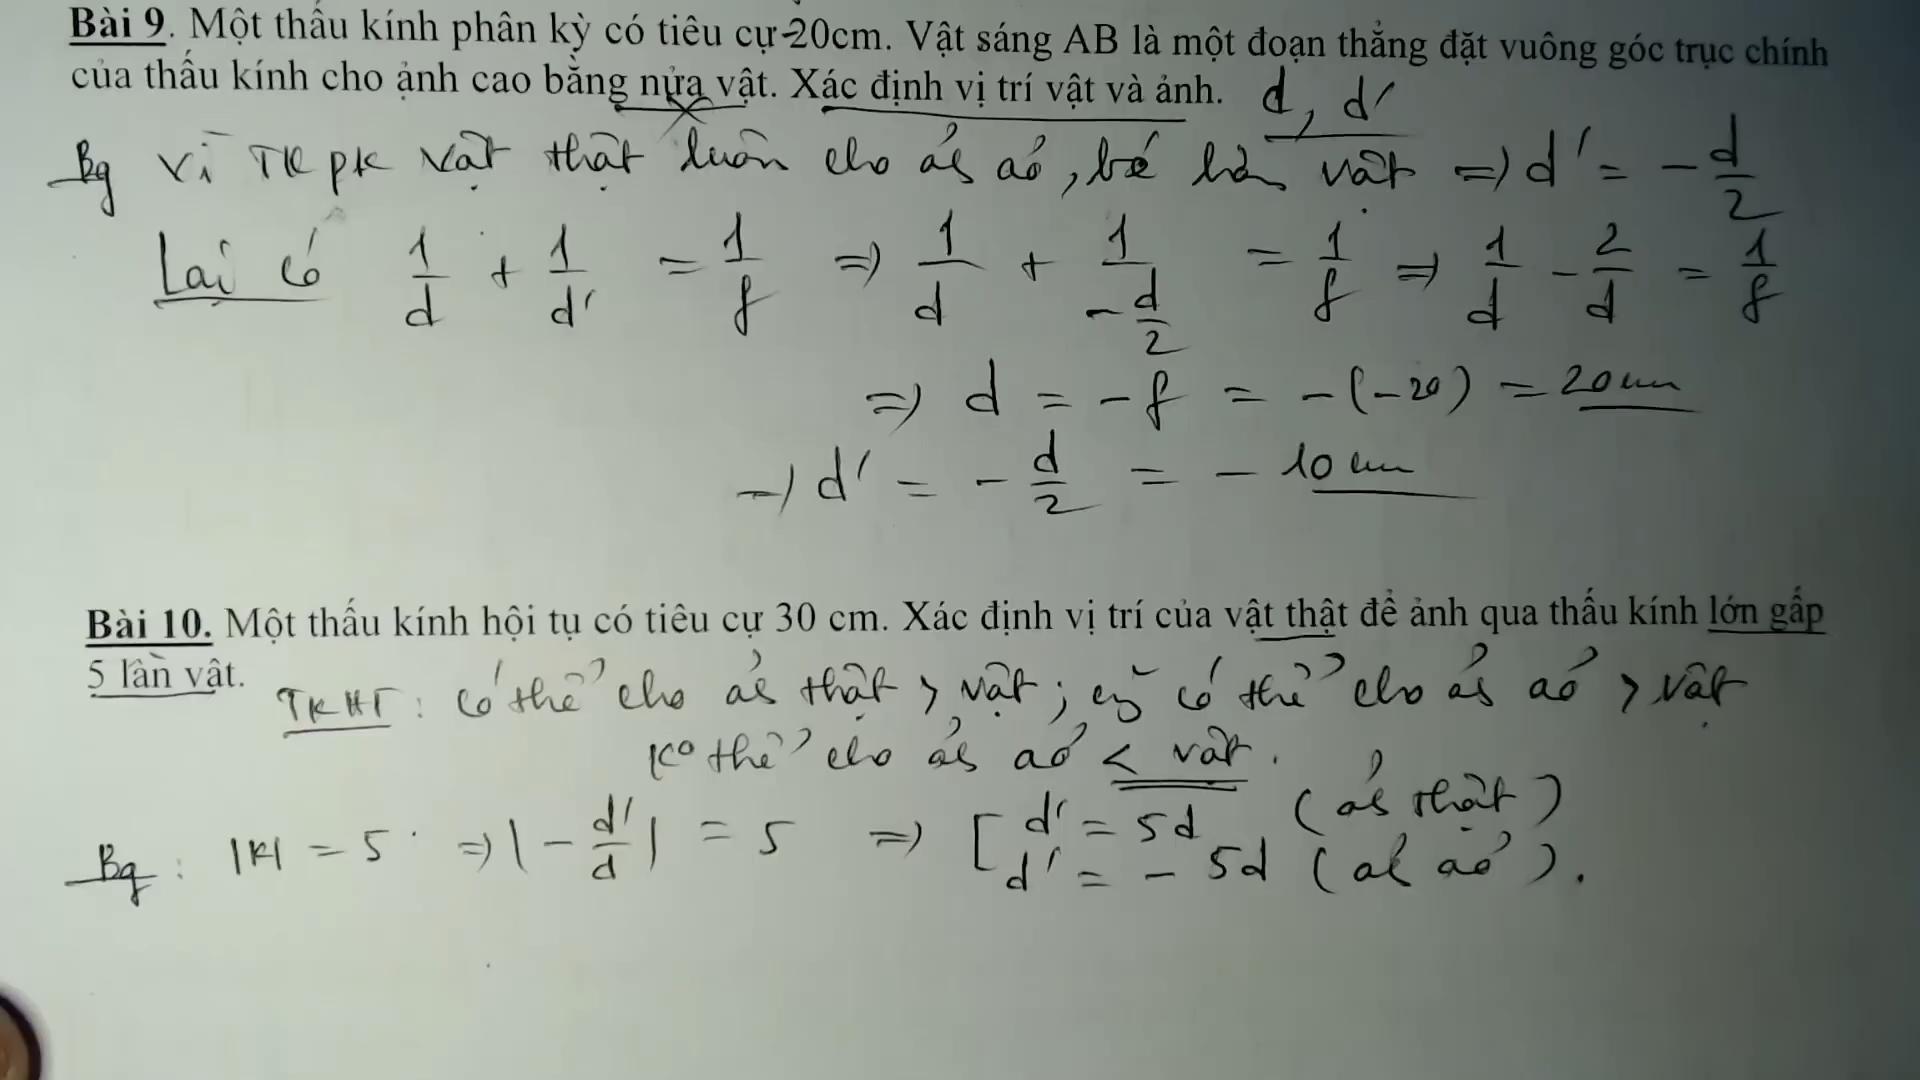 Bài 9. Một thấu kính phân kỳ có tiêu cự -20cm. Vật sáng AB là một đoạn thẳng đặt vuông góc trục chính
của thấu kính cho ảnh cao bằng nửa vật. Xác định vị trí vật và ảnh. d, d'
Bg Vì TK PK vật thật luôn cho ảnh ảo, bé hơn vật => d' = - d/2
Lại có 1/d + 1/d' = 1/f => 1/d + 1/(-d/2) = 1/f => 1/d - 2/d = 1/f
=> d = -f = -(-20) = 20cm
→ d' = - d/2 = - 10cm
Bài 10. Một thấu kính hội tụ có tiêu cự 30 cm. Xác định vị trí của vật thật để ảnh qua thấu kính lớn gấp
5 lần vật.
TKHT: có thể cho ảnh thật > vật; cũng có thể cho ảnh ảo > vật
Ko thể cho ảnh ảo < vật.
Bg: |K| = 5 => |- d'/d| = 5 => [ d' = 5d (ảnh thật)
d' = - 5d (ảnh ảo).